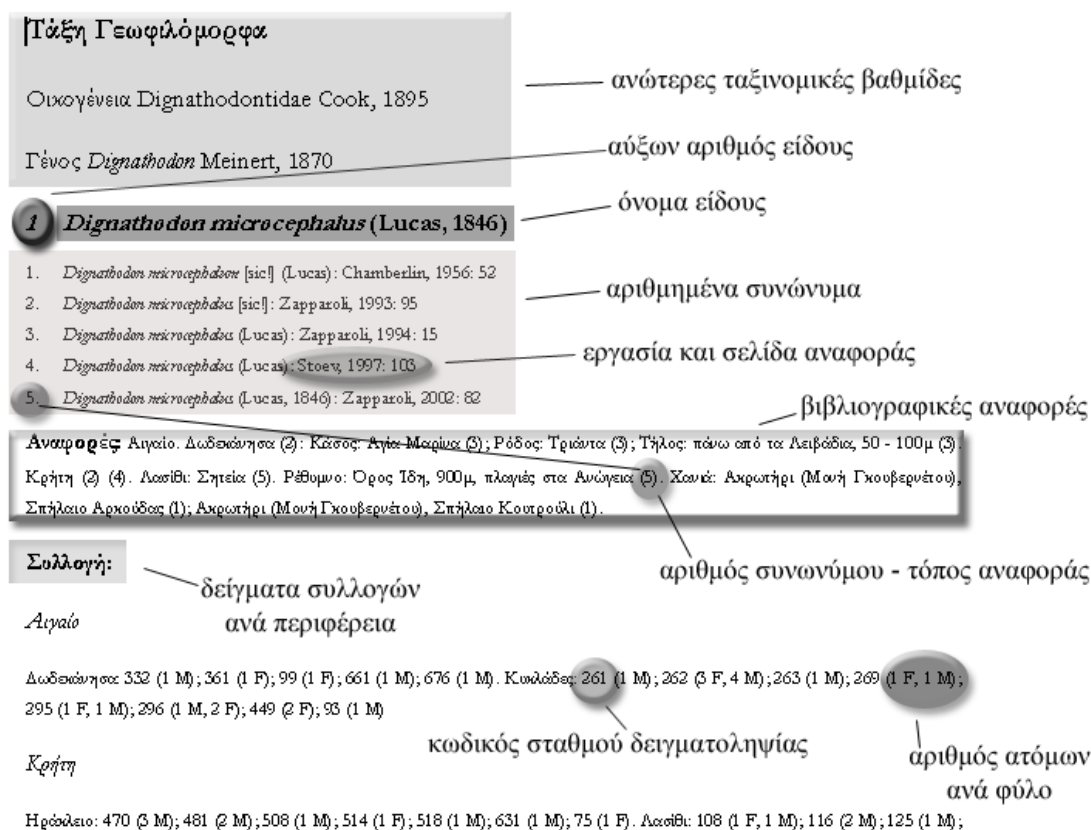 Τάξη Γεωφιλόμορφα
ανώτερες ταξινομικές βαθμίδες
Οικογένεια Dignathodontidae Cook, 1895
αύξων αριθμός είδους
Γένος Dignathodon Meinert, 1870
όνομα είδους
1 Dignathodon microcephalus (Lucas, 1846)
1. Dignathodon microcephalum [sic!] (Lucas): Chamberlin, 1956: 52
αριθμημένα συνώνυμα
2. Dignathodon microcephalus [sic!]: Zapparoli, 1993: 95
3. Dignathodon microcephalus (Lucas): Zapparoli, 1994: 15
εργασία και σελίδα αναφοράς
4. Dignathodon microcephalus (Lucas): Stoev, 1997: 103
5. Dignathodon microcephalus (Lucas, 1846): Zapparoli, 2002: 82
βιβλιογραφικές αναφορές
Αναφορές: Αιγαίο. Δωδεκάνησα (2): Κάσος: Αγία Μαρίνα (3); Ρόδος: Τριάντα (3); Τήλος: πάνω από τα Λειβάδια, 50 - 100μ (3).
Κρήτη (2) (4). Λασίθι: Σητεία (5). Ρέθυμνο: Όρος Ίδη, 900μ, πλαγιές στα Ανώγεια (5). Χανιά: Ακρωτήρι (Μονή Γκουβερνέτου),
Σπήλαιο Αρκούδας (1); Ακρωτήρι (Μονή Γκουβερνέτου), Σπήλαιο Κουτρούλι (1).
Συλλογή:
αριθμός συνωνύμου - τόπος αναφοράς
δείγματα συλλογών
ανά περιφέρεια
Αιγαίο
Δωδεκάνησα: 332 (1 M); 361 (1 F); 99 (1 F); 661 (1 M); 676 (1 M). Κυκλάδες: 261 (1 M); 262 (3 F, 4 M); 263 (1 M); 269 (1 F, 1 M);
295 (1 F, 1 M); 296 (1 M, 2 F); 449 (2 F); 93 (1 M)
κωδικός σταθμού δειγματοληψίας
αριθμός ατόμων
ανά φύλο
Κρήτη
Ηράκλειο: 470 (3 M); 481 (2 M); 508 (1 M); 514 (1 F); 518 (1 M); 631 (1 M); 75 (1 F). Λασίθι: 108 (1 F, 1 M); 116 (2 M); 125 (1 M);